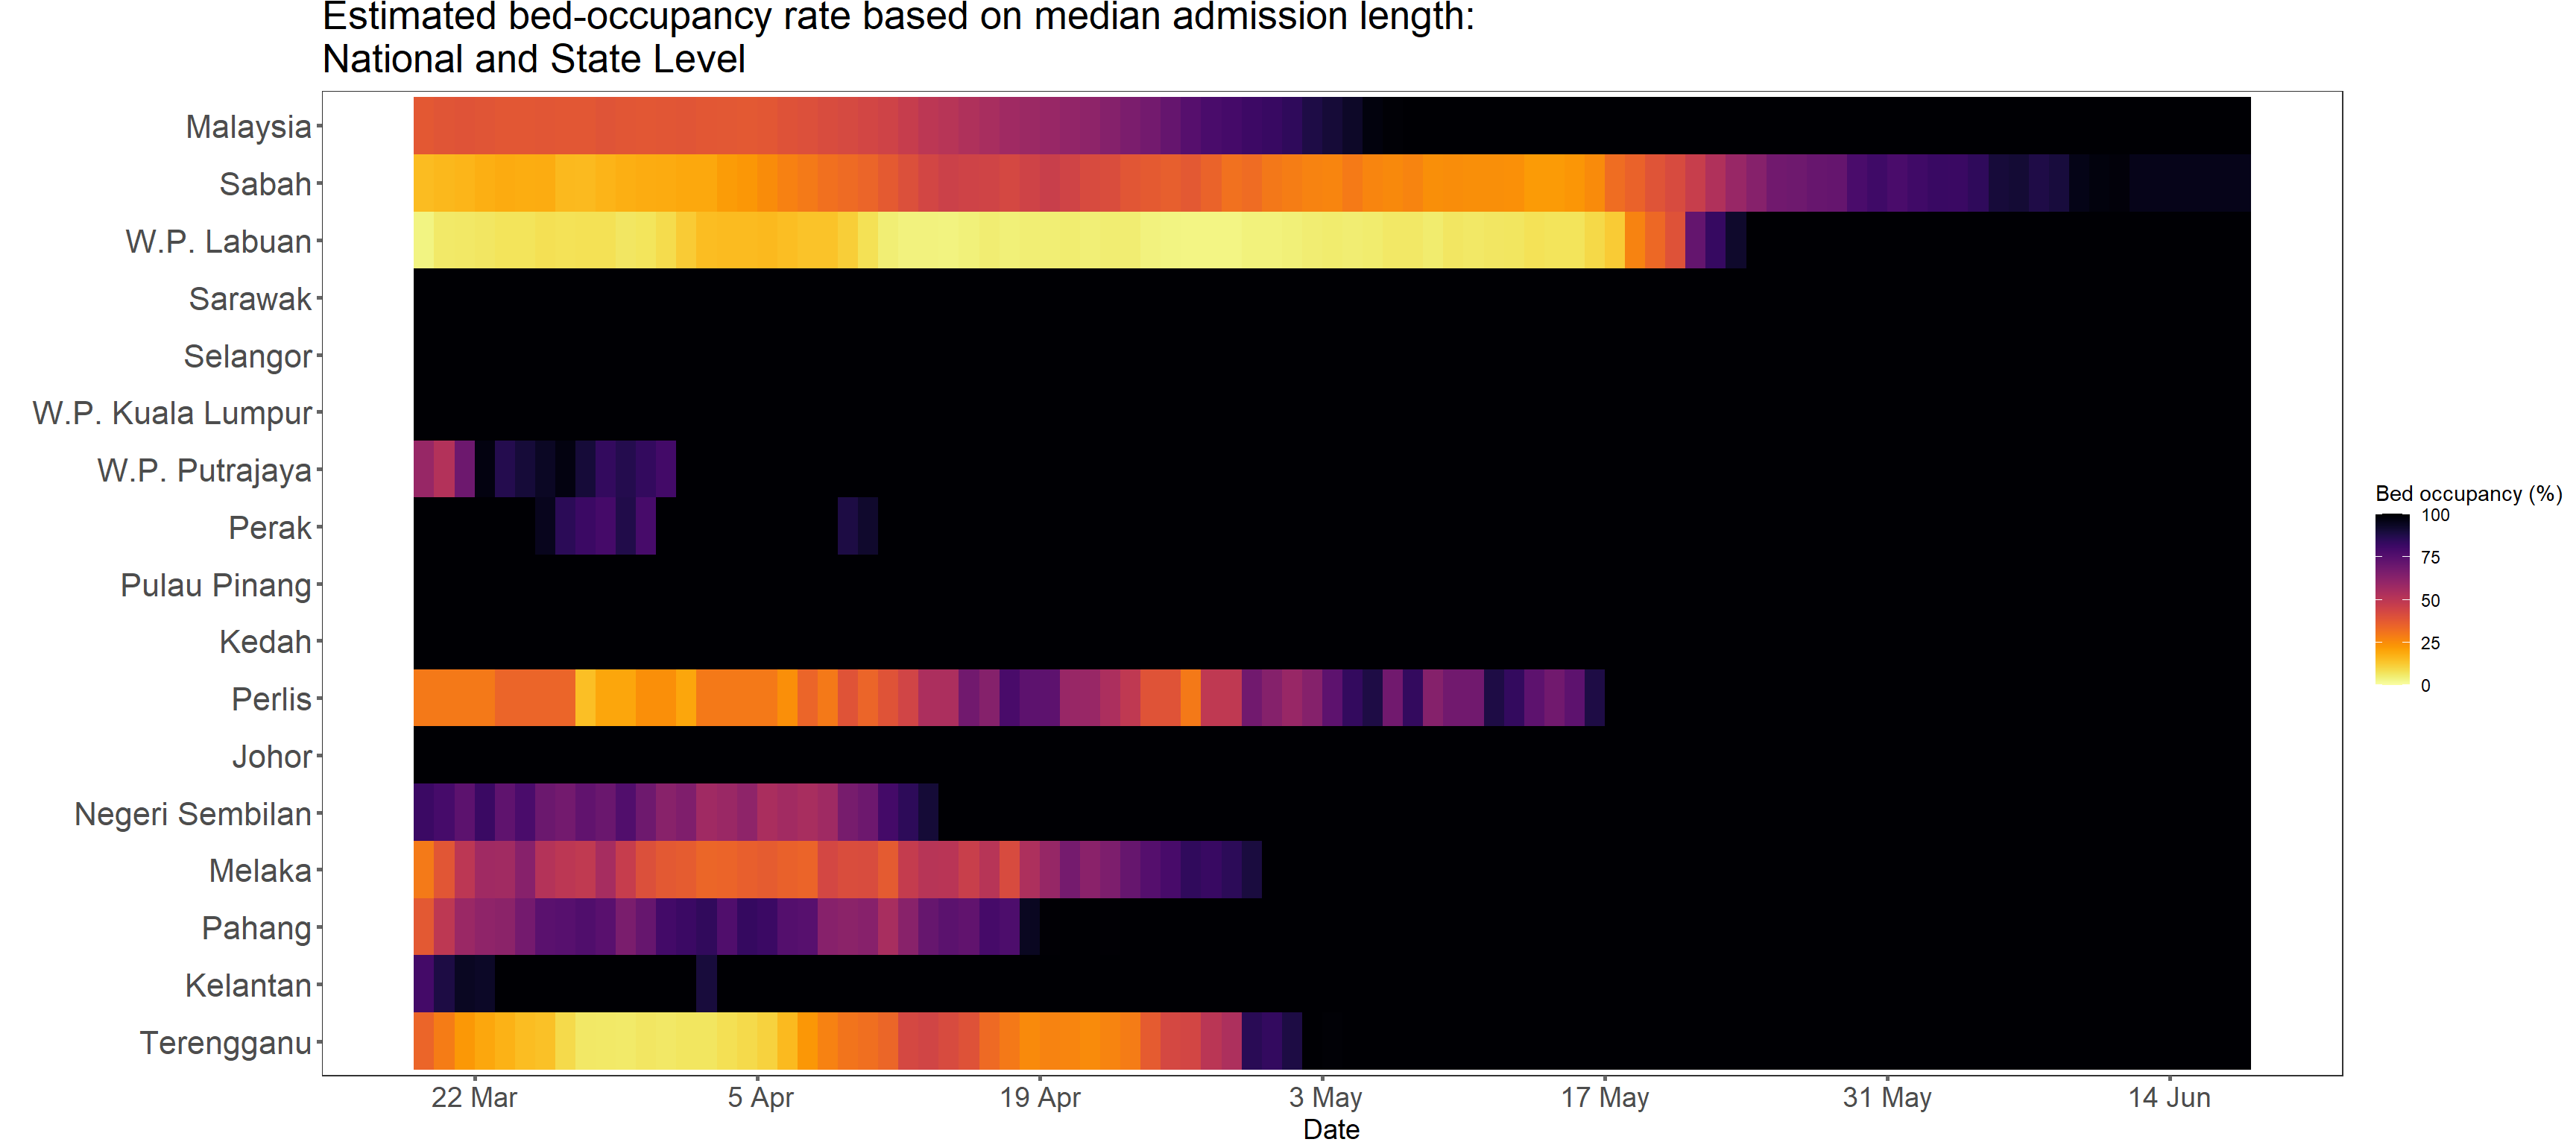 Estimated bed-occupancy rate based on median admission length:
National and State Level
Malaysia
Sabah
W.P. Labuan
Sarawak
Selangor
W.P. Kuala Lumpur
W.P. Putrajaya
Perak
Pulau Pinang
Kedah
Perlis
Johor
Negeri Sembilan
Melaka
Pahang
Kelantan
Terengganu
22 Mar
5 Apr
19 Apr
3 May
17 May
31 May
14 Jun
Date
Bed occupancy (%)
100
75
50
25
0